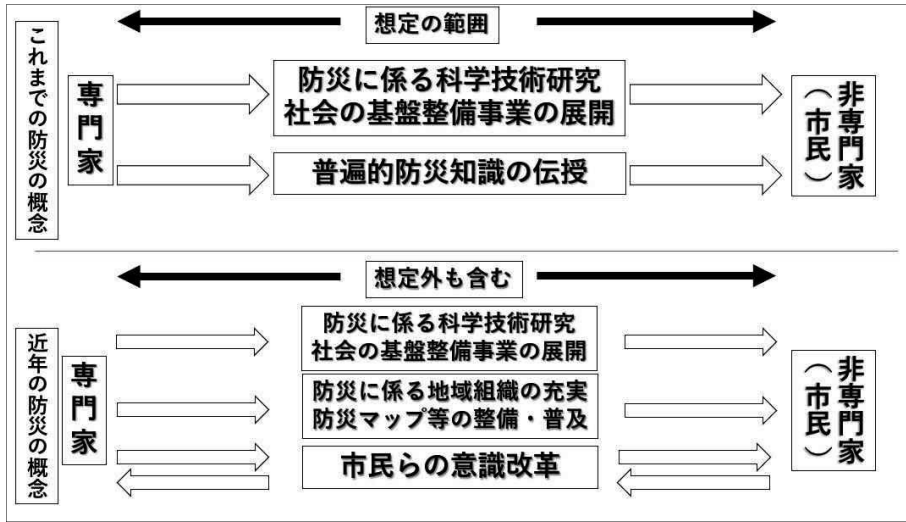 これまでの防災の概念
想定の範囲
専門家
防災に係る科学技術研究
社会の基盤整備事業の展開
普遍的防災知識の伝授
非専門家
（市民）
近年の防災の概念
想定外も含む
専門家
防災に係る科学技術研究
社会の基盤整備事業の展開
防災に係る地域組織の充実
防災マップ等の整備・普及
市民らの意識改革
非専門家
（市民）